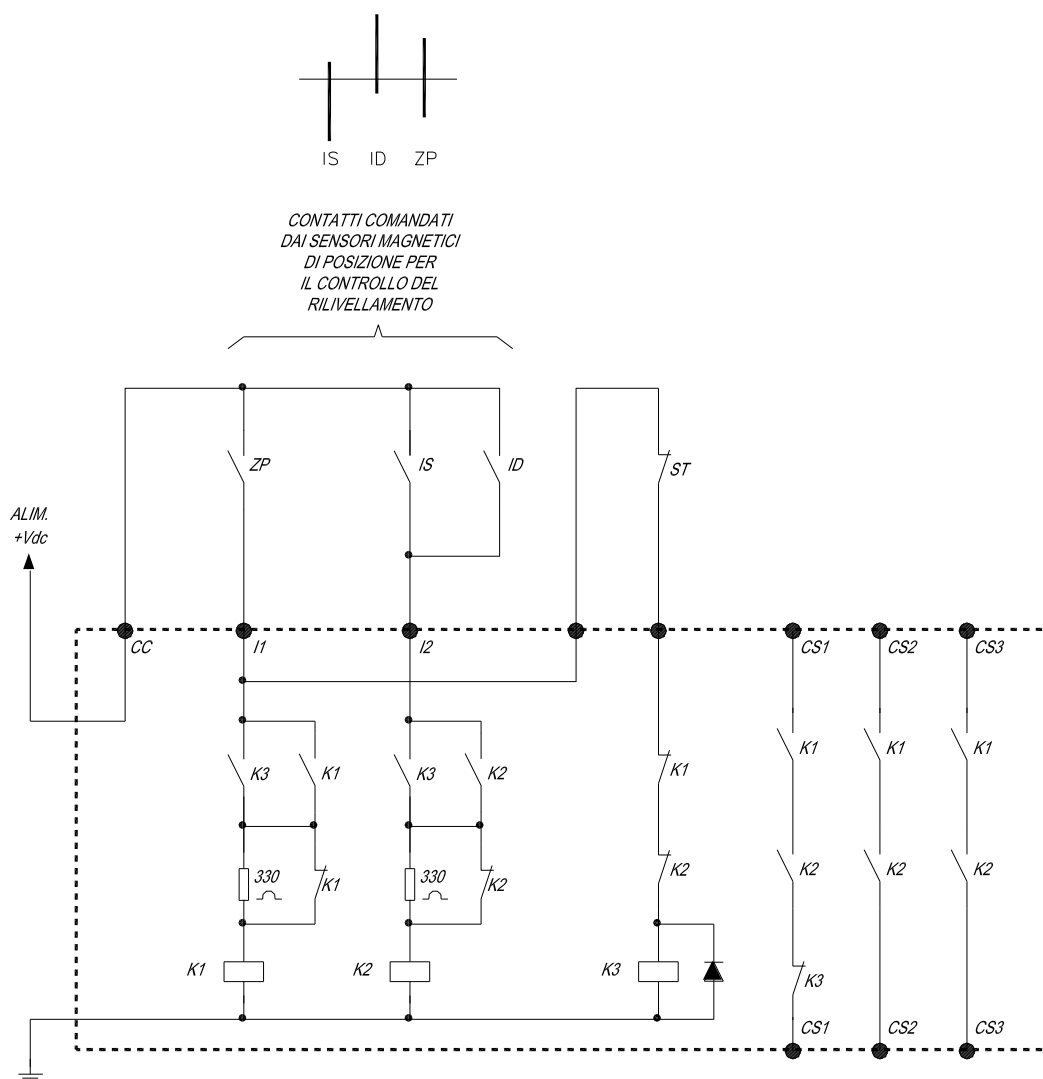 IS ID ZP
CONTATTI COMANDATI
DAI SENSORI MAGNETICI
DI POSIZIONE PER
IL CONTROLLO DEL
RILIVELLAMENTO
ZP IS ID ST
ALIM.
+Vdc
CC I1 I2 CS1 CS2 CS3
K3 K1 K3 K2 K1 K1 K1 K1
330 K1 330 K2 K2 K2 K2 K2
K1 K2 K3 K3
CS1 CS2 CS3